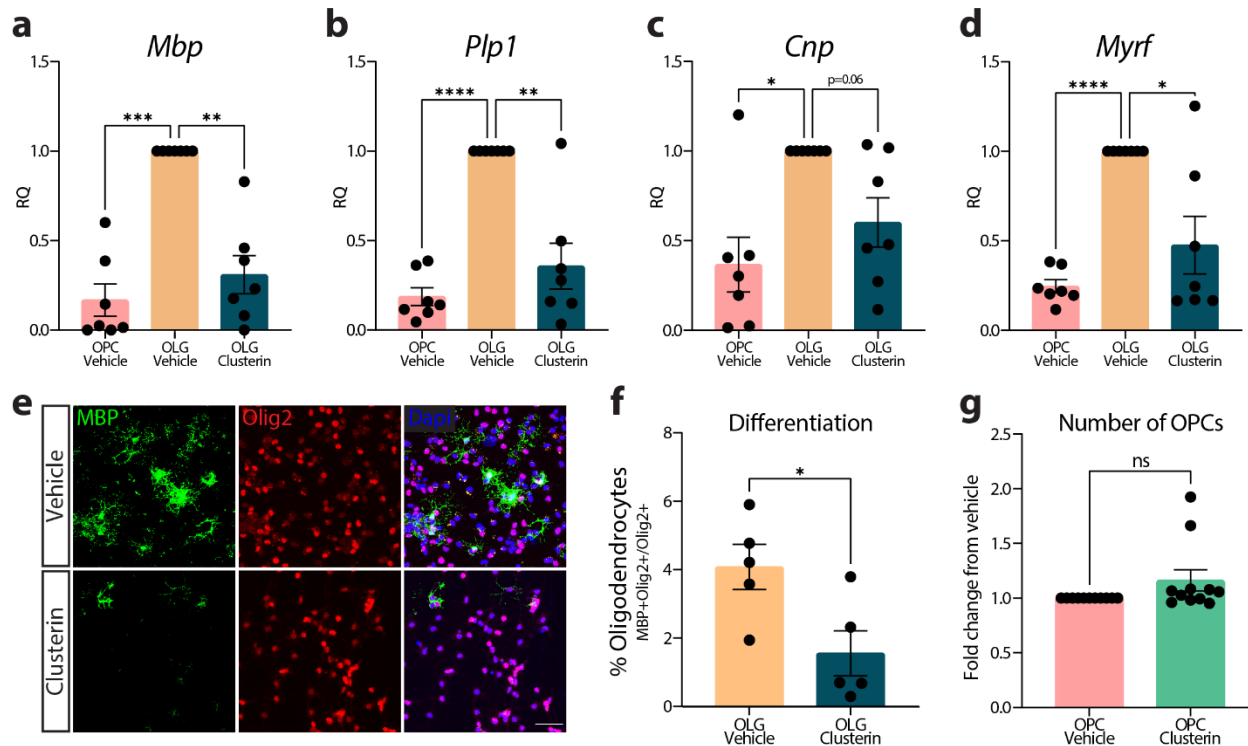 a
Mbp
RQ
1.5
1.0
0.5
0.0
***
**
OPC
Vehicle
OLG
Vehicle
OLG
Clusterin
b
Plp1
RQ
1.5
1.0
0.5
0.0
****
**
OPC
Vehicle
OLG
Vehicle
OLG
Clusterin
c
Cnp
RQ
1.5
1.0
0.5
0.0
*
p=0.06
OPC
Vehicle
OLG
Vehicle
OLG
Clusterin
d
Myrf
RQ
1.5
1.0
0.5
0.0
****
*
OPC
Vehicle
OLG
Vehicle
OLG
Clusterin
e
Vehicle
MBP
Olig2
Dapi
Clusterin
f
Differentiation
% Oligodendrocytes
MBP+Olig2+/Olig2+
8
6
4
2
0
*
OLG
Vehicle
OLG
Clusterin
g
Number of OPCs
Fold change from vehicle
2.5
2.0
1.5
1.0
0.5
0.0
ns
OPC
Vehicle
OPC
Clusterin